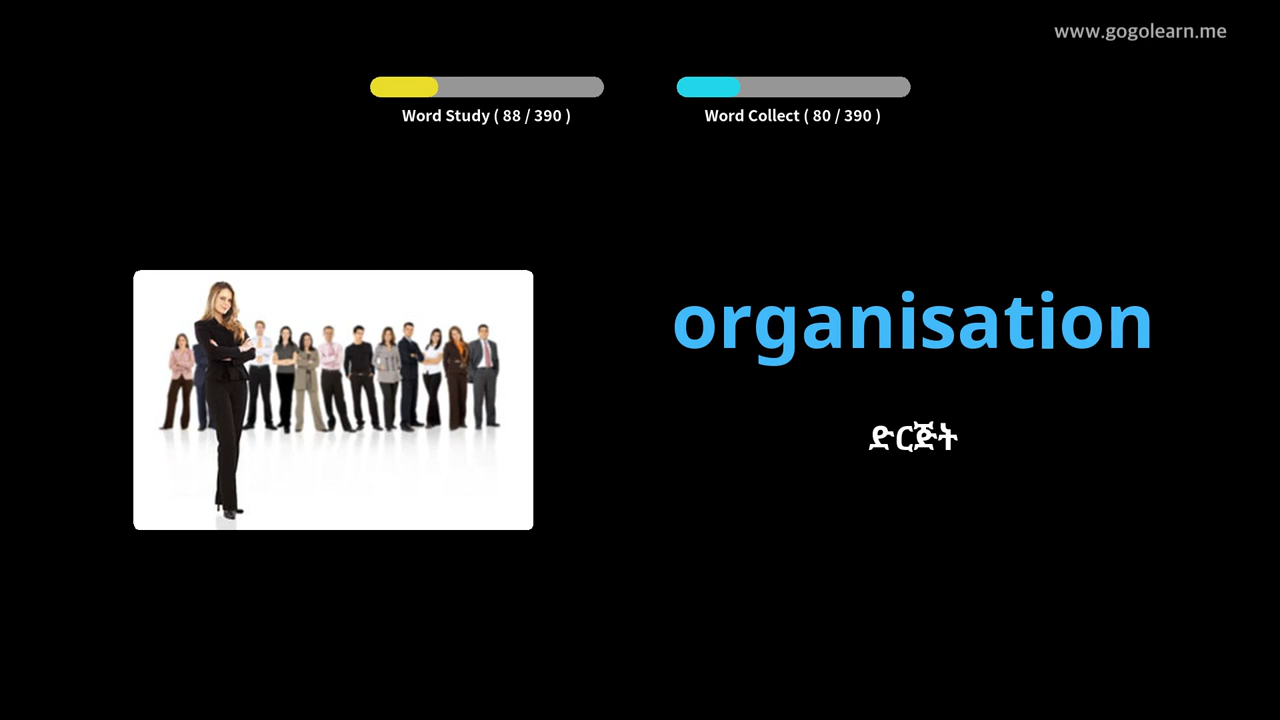 www.gogolearn.me
Word Study ( 88 / 390 )
Word Collect ( 80 / 390 )
organisation
ድርጅት